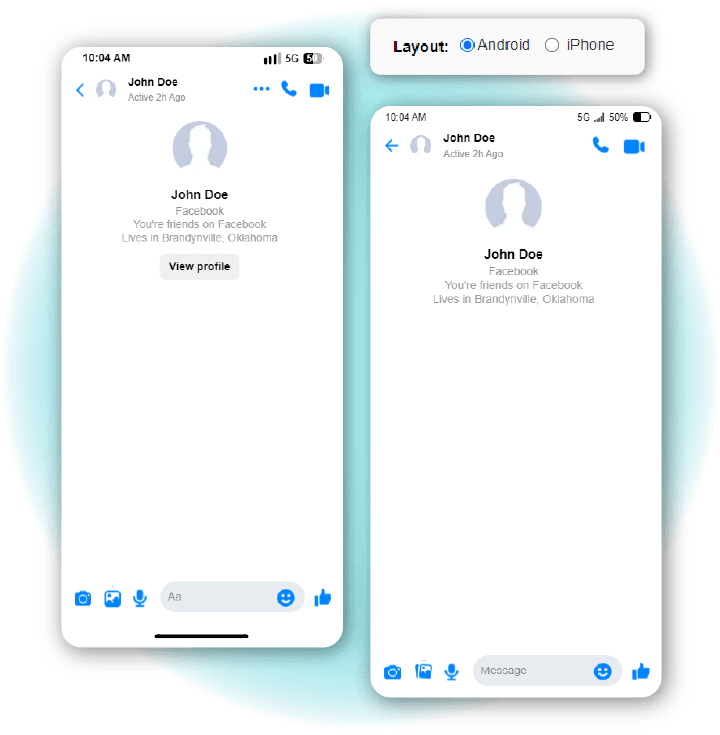 Layout: Android iPhone
10:04 AM 5G 50
John Doe
Active 2h Ago
John Doe
Facebook
You're friends on Facebook
Lives in Brandynville, Oklahoma
View profile
Aa
10:04 AM 5G 50%
John Doe
Active 2h Ago
John Doe
Facebook
You're friends on Facebook
Lives in Brandynville, Oklahoma
Message